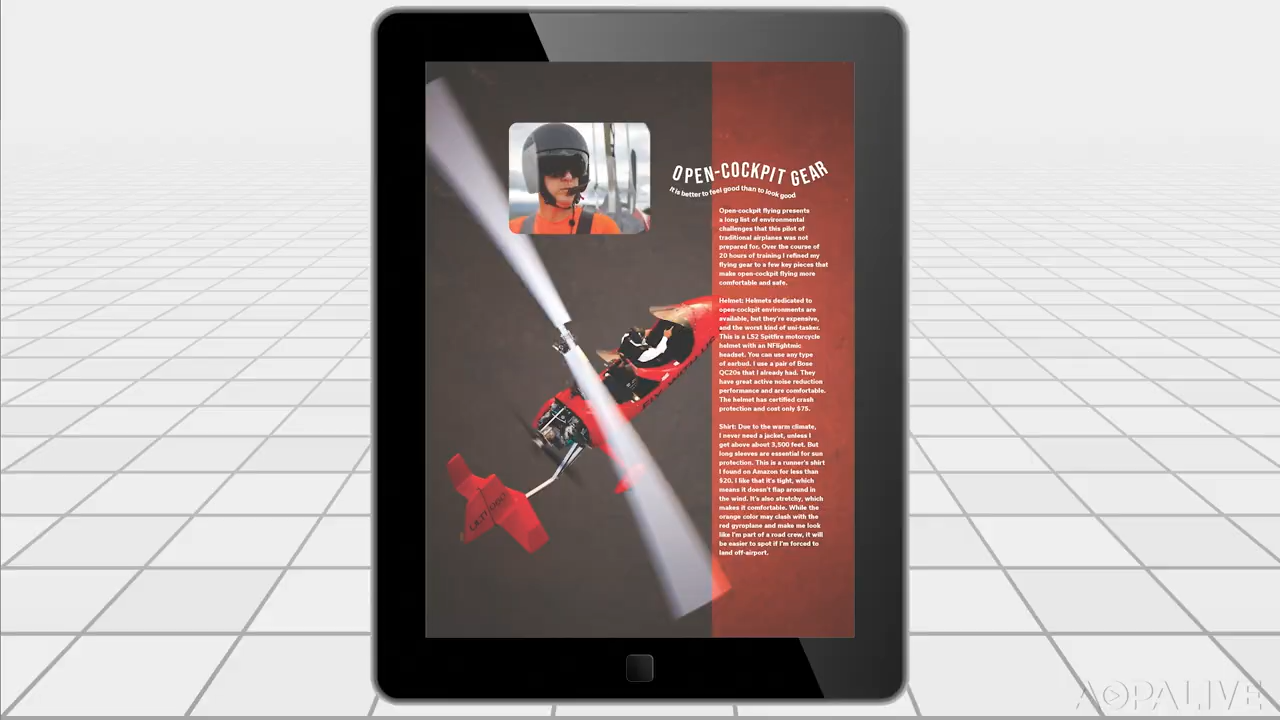 OPEN-COCKPIT GEAR
It is better to feel good than to look good
Open-cockpit flying presents
a long list of environmental
challenges that this pilot of
traditional airplanes was not
prepared for. Over the course of
20 hours of training I refined my
flying gear to a few key pieces that
make open-cockpit flying more
comfortable and safe.
Helmet: Helmets dedicated to
open-cockpit environments are
available, but they're expensive,
and the worst kind of uni-tasker.
This is a LS2 Spitfire motorcycle
helmet with an NFlightmic
headset. You can use any type
of earbud. I use a pair of Bose
QC20s that I already had. They
have great active noise reduction
performance and are comfortable.
The helmet has certified crash
protection and cost only $75.
Shirt: Due to the warm climate,
I never need a jacket, unless I
get above about 3,500 feet. But
long sleeves are essential for sun
protection. This is a runner's shirt
I found on Amazon for less than
$20. I like that it's tight, which
means it doesn't flap around in
the wind. It's also stretchy, which
makes it comfortable. While the
orange color may clash with the
red gyroplane and make me look
like I'm part of a road crew, it will
be easier to spot if I'm forced to
land off-airport.
AOPA LIVE